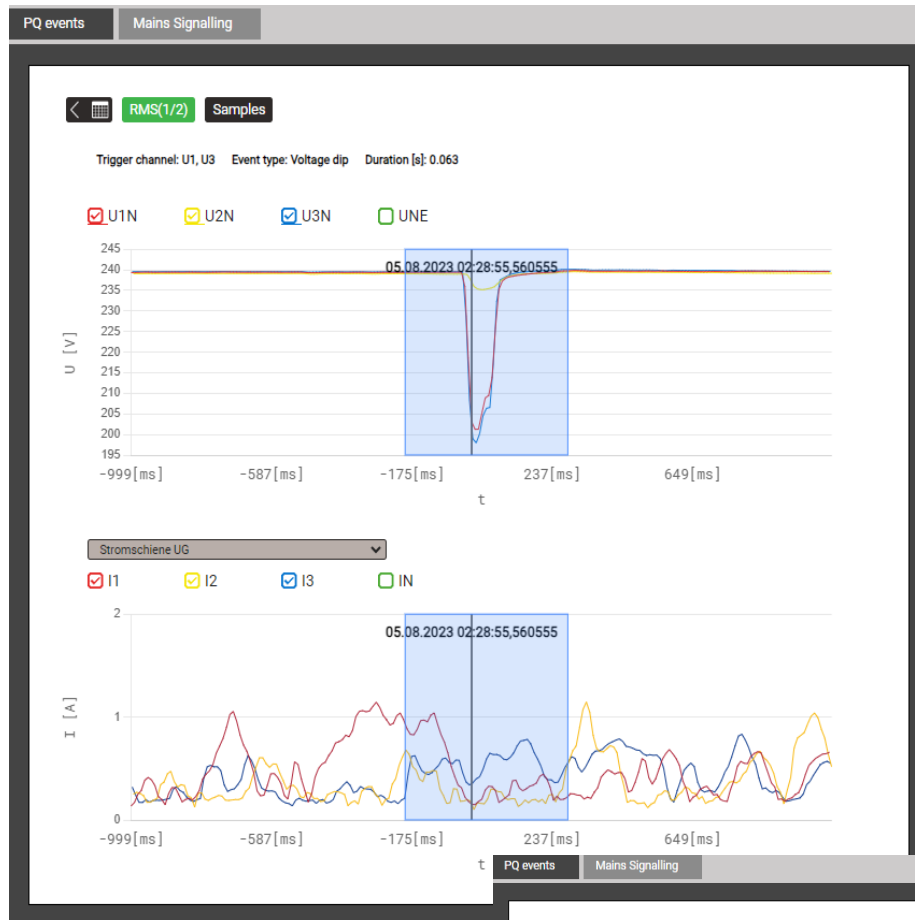 PQ events Mains Signalling
RMS(1/2) Samples
Trigger channel: U1, U3 Event type: Voltage dip Duration [s]: 0.063
U1N U2N U3N UNE
245
240
235
230
225
220
215
210
205
200
195
U [V]
05.08.2023 02:28:55,560555
-999[ms] -587[ms] -175[ms] 237[ms] 649[ms]
t
Stromschiene UG
I1 I2 I3 IN
2
1
0
I [A]
05.08.2023 02:28:55,560555
-999[ms] -587[ms] -175[ms] 237[ms] 649[ms]
t
PQ events Mains Signalling